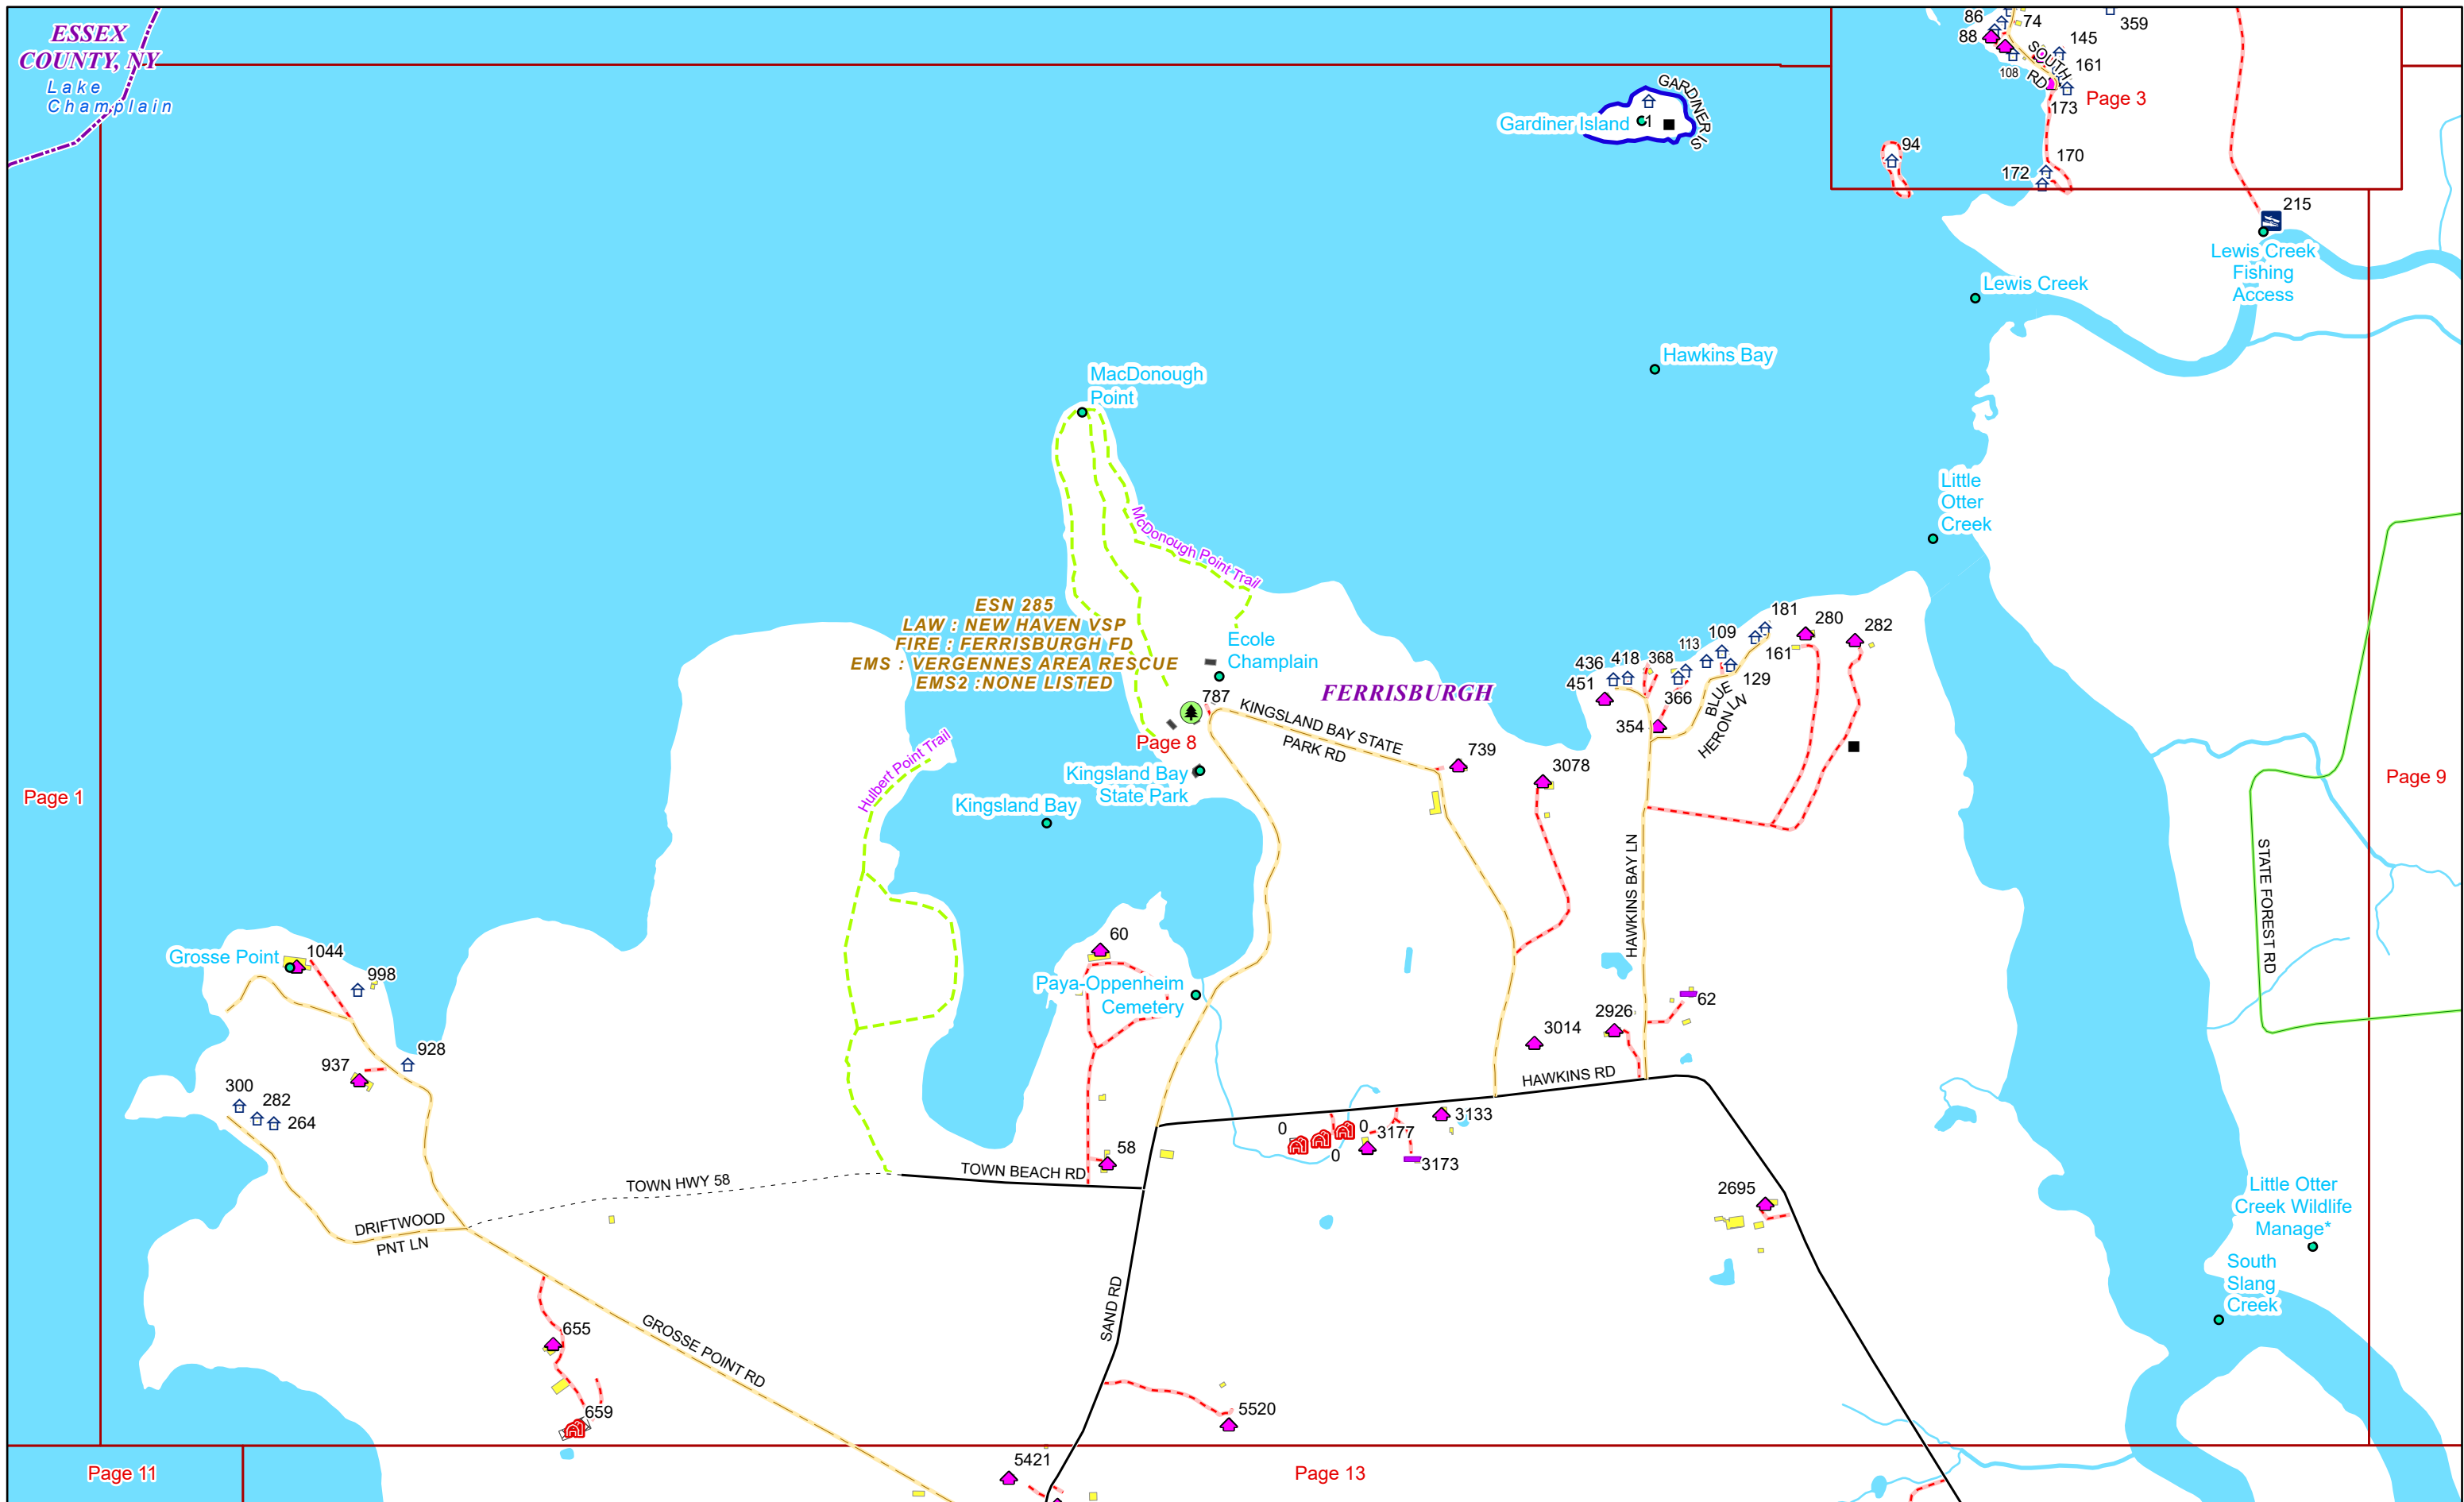 ESSEX
COUNTY, NY
Lake
Champlain
86
74
359
88
SOUTH
RD
145
108
161
173
Page 3
Gardiner Island
1
GARDINER IS
94
170
172
215
Lewis Creek
Fishing
Access
Lewis Creek
Hawkins Bay
MacDonough
Point
Little
Otter
Creek
McDonough Point Trail
ESN 285
LAW : NEW HAVEN VSP
FIRE : FERRISBURGH FD
EMS : VERGENNES AREA RESCUE
EMS2 :NONE LISTED
Ecole
Champlain
FERRISBURGH
787
KINGSLAND BAY STATE
PARK RD
Page 8
Kingsland Bay
State Park
Kingsland Bay
Hulbert Point Trail
739
3078
181
280
282
109
113
161
129
436
418
368
451
366
354
BLUE
HERON LN
HAWKINS BAY LN
Page 1
Page 9
STATE FOREST RD
Grosse Point
1044
998
60
Paya-Oppenheim
Cemetery
62
2926
3014
HAWKINS RD
937
928
300
282
264
0
0
0
3177
3133
3173
58
TOWN BEACH RD
TOWN HWY 58
DRIFTWOOD
PNT LN
2695
Little Otter
Creek Wildlife
Manage*
South
Slang
Creek
SAND RD
GROSSE POINT RD
655
659
5520
5421
Page 11
Page 13